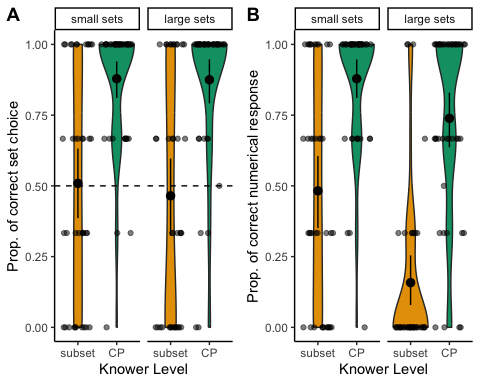 A
small sets
large sets
Prop. of correct set choice
1.00
0.75
0.50
0.25
0.00
subset
CP
subset
CP
Knower Level
B
small sets
large sets
Prop. of correct numerical response
1.00
0.75
0.50
0.25
0.00
subset
CP
subset
CP
Knower Level